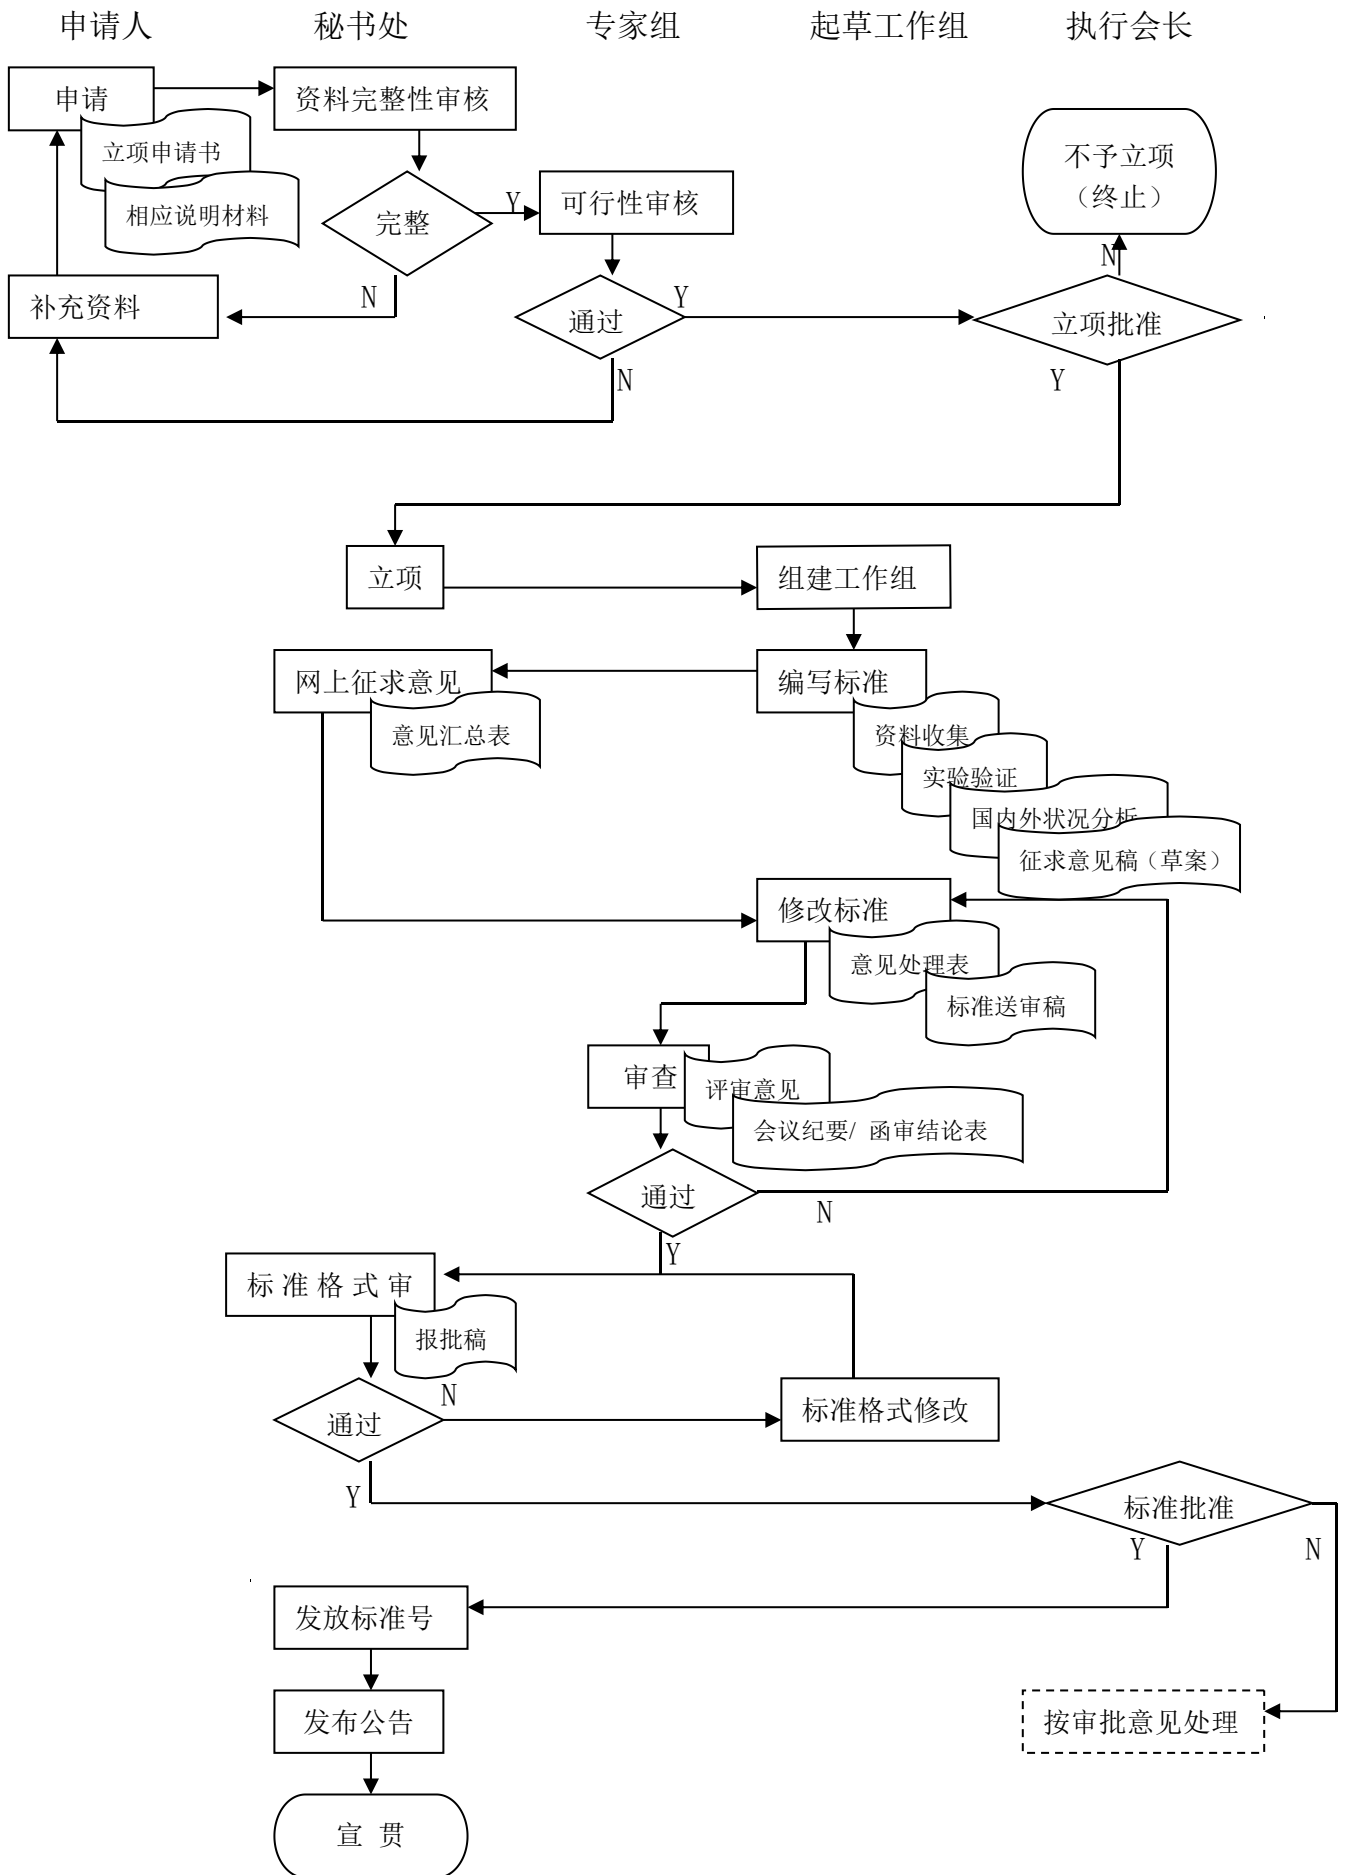 申请人 秘书处 专家组 起草工作组 执行会长
申请 资料完整性审核
立项申请书
相应说明材料
不予立项
（终止）
完整 Y 可行性审核
N
补充资料 N
通过 Y
立项批准
N
Y
立项 组建工作组
网上征求意见 编写标准
意见汇总表 资料收集
实验验证
国内外状况分析
征求意见稿（草案）
修改标准
意见处理表
标准送审稿
审查 评审意见
会议纪要/ 函审结论表
通过
N
Y
标 准 格 式 审
报批稿
N
通过 标准格式修改
Y
标准批准
Y N
发放标准号
发布公告 按审批意见处理
宣 贯